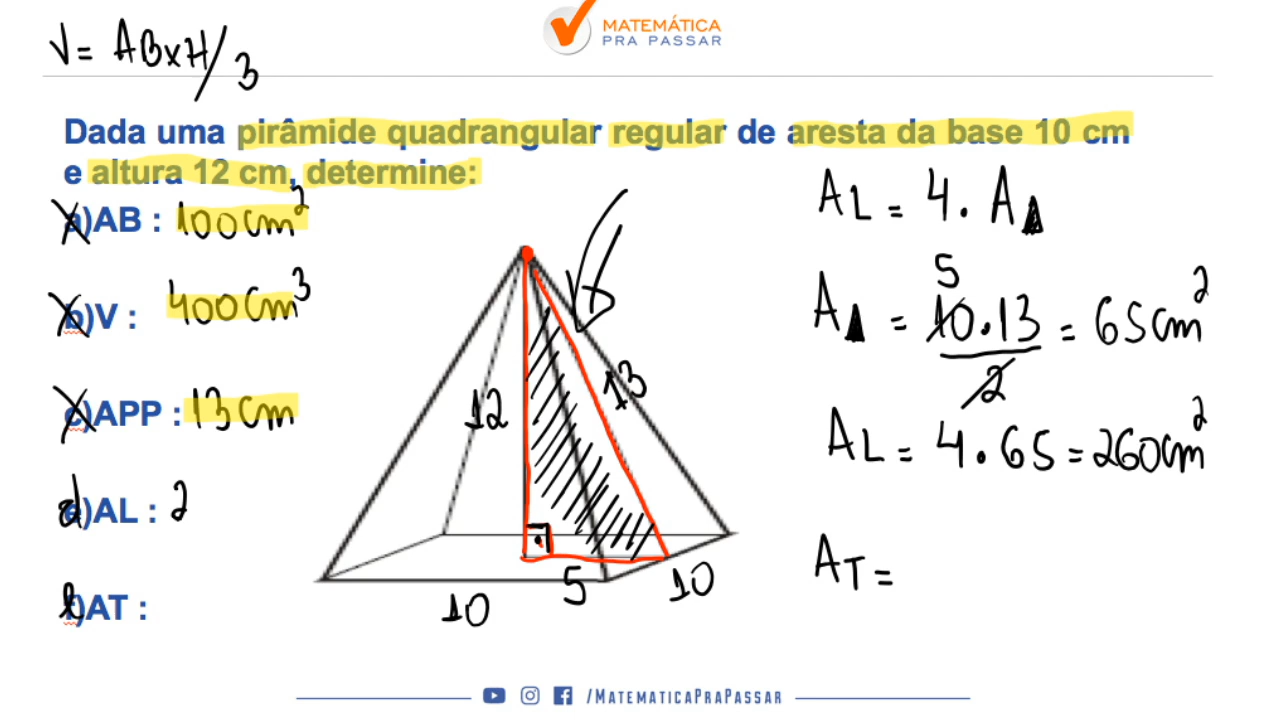 V = AB x H / 3
MATEMÁTICA
PRA PASSAR
Dada uma pirâmide quadrangular regular de aresta da base 10 cm
e altura 12 cm, determine:
a)AB : 100cm²
b)V : 400cm³
c)APP : 13cm
d)AL : 2
e)AT :
12
13
5
10
10
AL = 4. A
A = 10.13 = 65cm²
5
2
AL = 4.65 = 260cm²
AT =
/MatematicaPraPassar